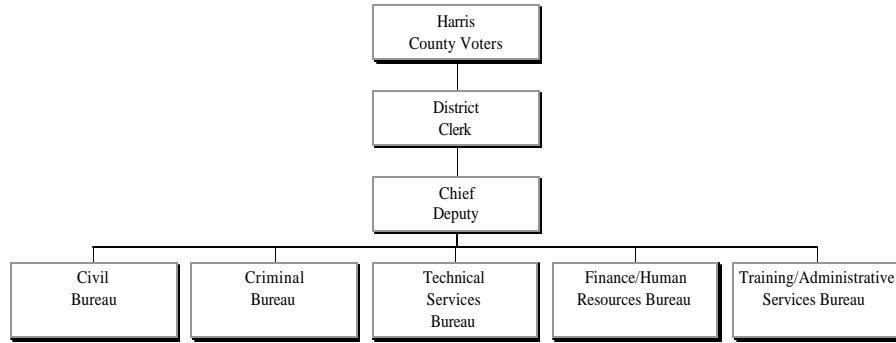 Harris
County Voters
District
Clerk
Chief
Deputy
Civil
Bureau
Criminal
Bureau
Technical
Services
Bureau
Finance/Human
Resources Bureau
Training/Administrative
Services Bureau